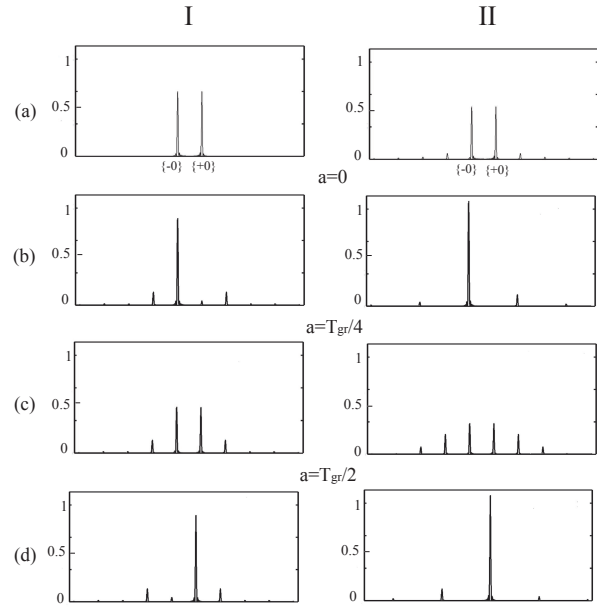 I II
1 1
(a) 0.5 0.5
0 0
{-0} {+0} {-0} {+0}
a=0
1 1
(b) 0.5 0.5
0 0
a=Tgr/4
1 1
(c) 0.5 0.5
0 0
a=Tgr/2
1 1
(d) 0.5 0.5
0 0